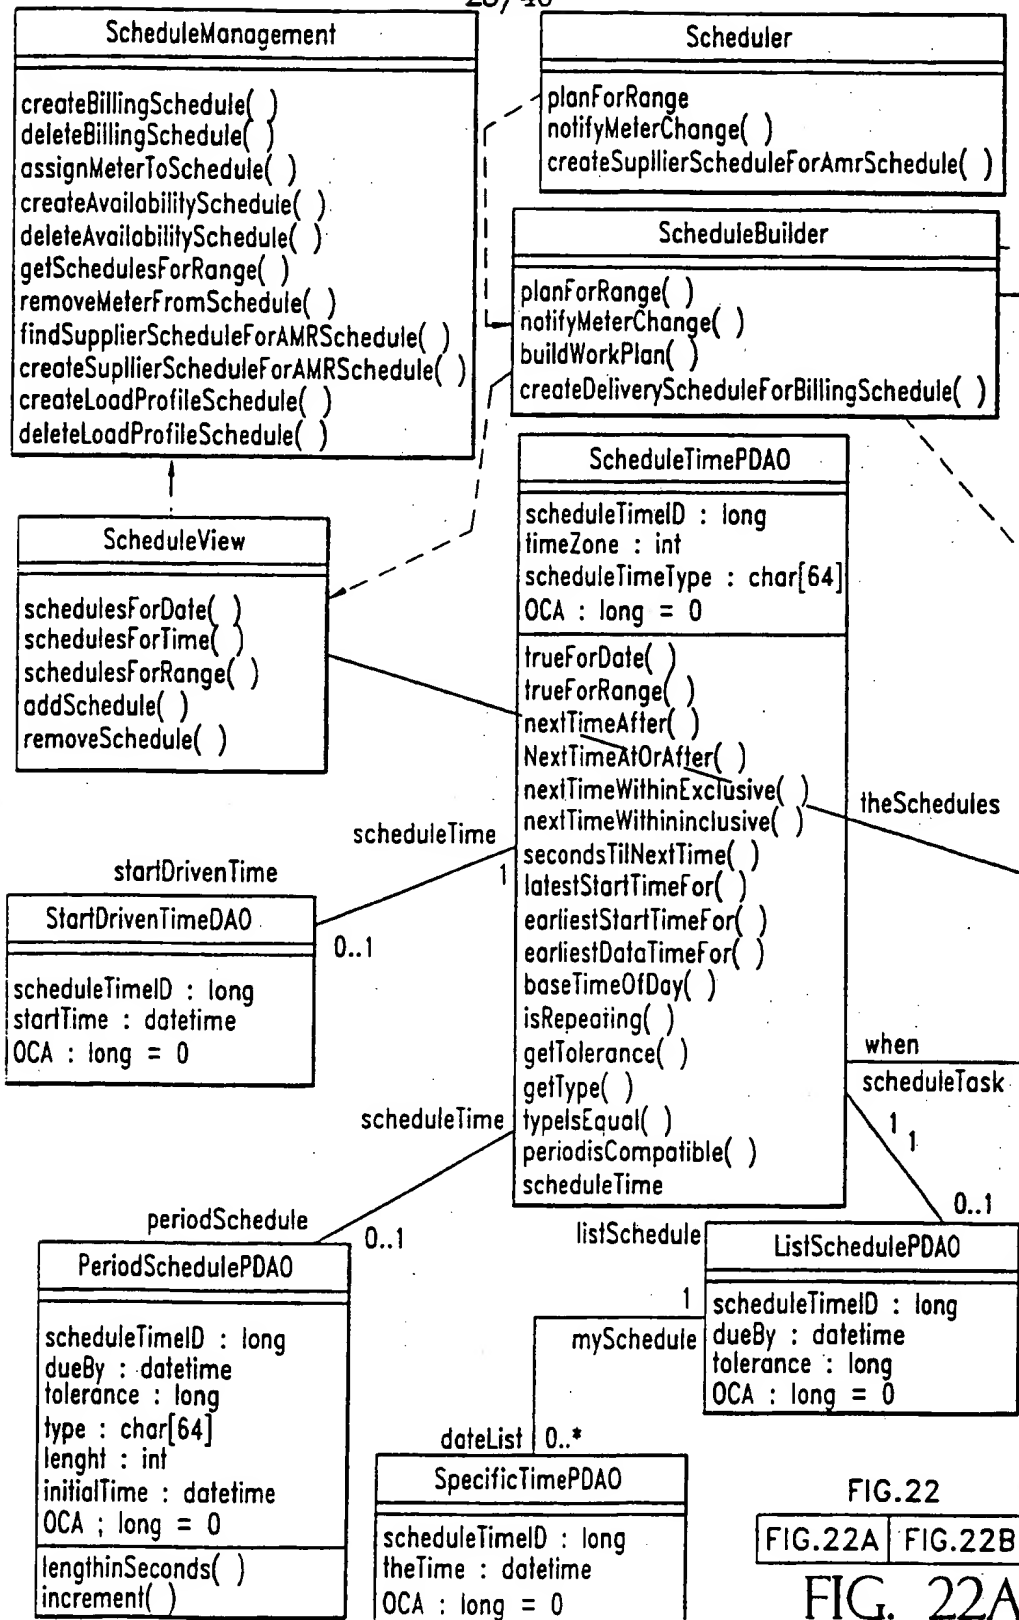 ScheduleManagement
createBillingSchedule( )
deleteBillingSchedule( )
assignMeterToSchedule( )
createAvailabilitySchedule( )
deleteAvailabilitySchedule( )
getSchedulesForRange( )
removeMeterFromSchedule( )
findSupplierScheduleForAMRSchedule( )
createSupllierScheduleForAMRSchedule( )
createLoadProfileSchedule( )
deleteLoadProfileSchedule( )
Scheduler
planForRange
notifyMeterChange( )
createSupllierScheduleForAmrSchedule( )
ScheduleBuilder
planForRange( )
notifyMeterChange( )
buildWorkPlan( )
createDeliveryScheduleForBillingSchedule( )
ScheduleView
schedulesForDate( )
schedulesForTime( )
schedulesForRange( )
addSchedule( )
removeSchedule( )
ScheduleTimePDAO
scheduleTimeID : long
timeZone : int
scheduleTimeType : char[64]
OCA : long = 0
trueForDate( )
trueForRange( )
nextTimeAfter( )
NextTimeAtOrAfter( )
nextTimeWithinExclusive( )
nextTimeWithininclusive( )
secondsTilNextTime( )
latestStartTimeFor( )
earliestStartTimeFor( )
earliestDataTimeFor( )
baseTimeOfDay( )
isRepeating( )
getTolerance( )
getType( )
typeIsEqual( )
periodisCompatible( )
scheduleTime
theSchedules
scheduleTime
1
startDrivenTime
0..1
StartDrivenTimeDAO
scheduleTimeID : long
startTime : datetime
OCA : long = 0
when
scheduleTask
1
1
0..1
scheduleTime
periodSchedule
0..1
PeriodSchedulePDAO
scheduleTimeID : long
dueBy : datetime
tolerance : long
type : char[64]
lenght : int
initialTime : datetime
OCA ; long = 0
lengthinSeconds( )
increment( )
listSchedule
ListSchedulePDAO
scheduleTimeID : long
dueBy : datetime
tolerance : long
OCA : long = 0
1
mySchedule
dateList
0..*
SpecificTimePDAO
scheduleTimeID : long
theTime : datetime
OCA : long = 0
FIG.22
FIG.22A FIG.22B
FIG. 22A